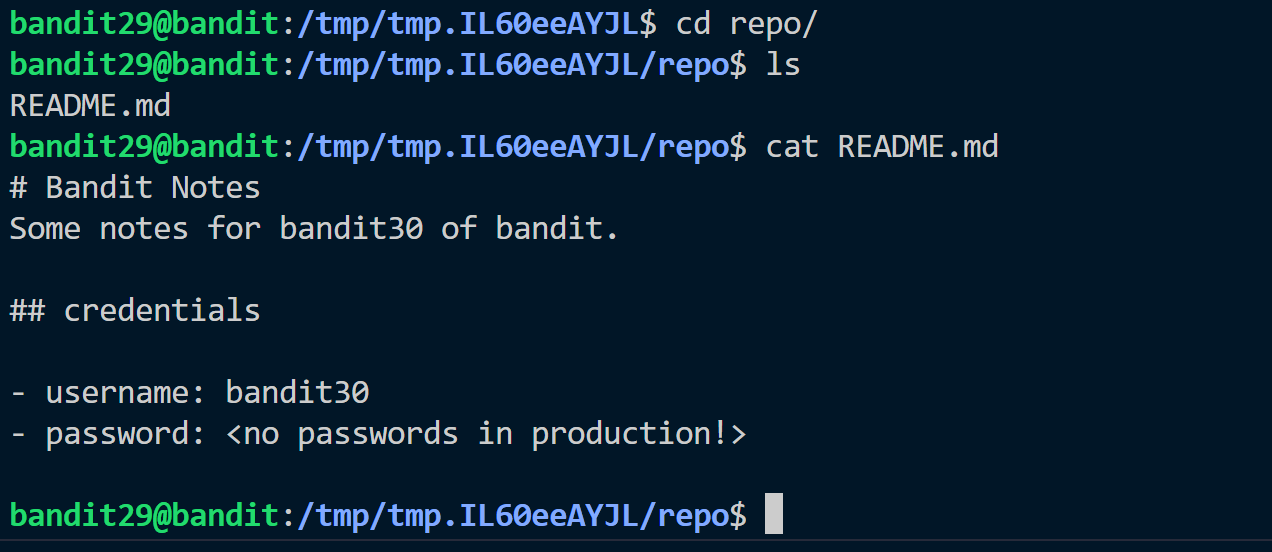 bandit29@bandit:/tmp/tmp.IL60eeAYJL$ cd repo/
bandit29@bandit:/tmp/tmp.IL60eeAYJL/repo$ ls
README.md
bandit29@bandit:/tmp/tmp.IL60eeAYJL/repo$ cat README.md
# Bandit Notes
Some notes for bandit30 of bandit.

## credentials

- username: bandit30
- password: <no passwords in production!>

bandit29@bandit:/tmp/tmp.IL60eeAYJL/repo$